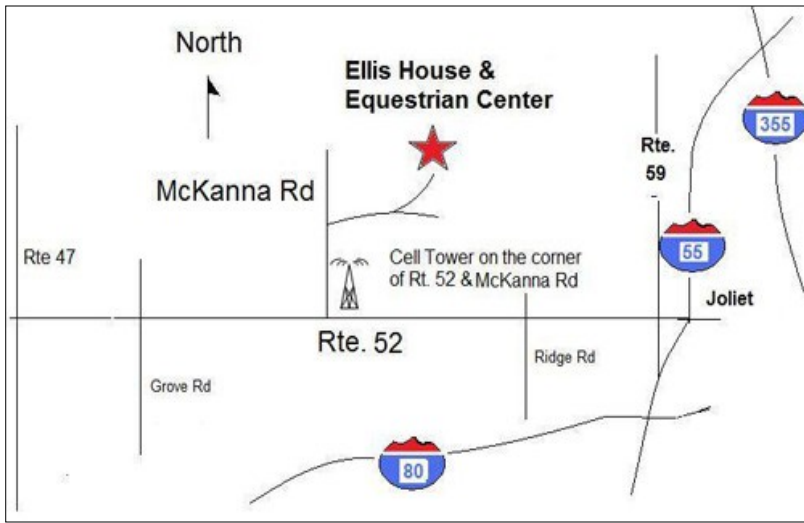 North
Ellis House &
Equestrian Center
355
Rte.
59
McKanna Rd
Rte 47
Cell Tower on the corner
of Rt. 52 & McKanna Rd
55
Joliet
Rte. 52
Ridge Rd
Grove Rd
80